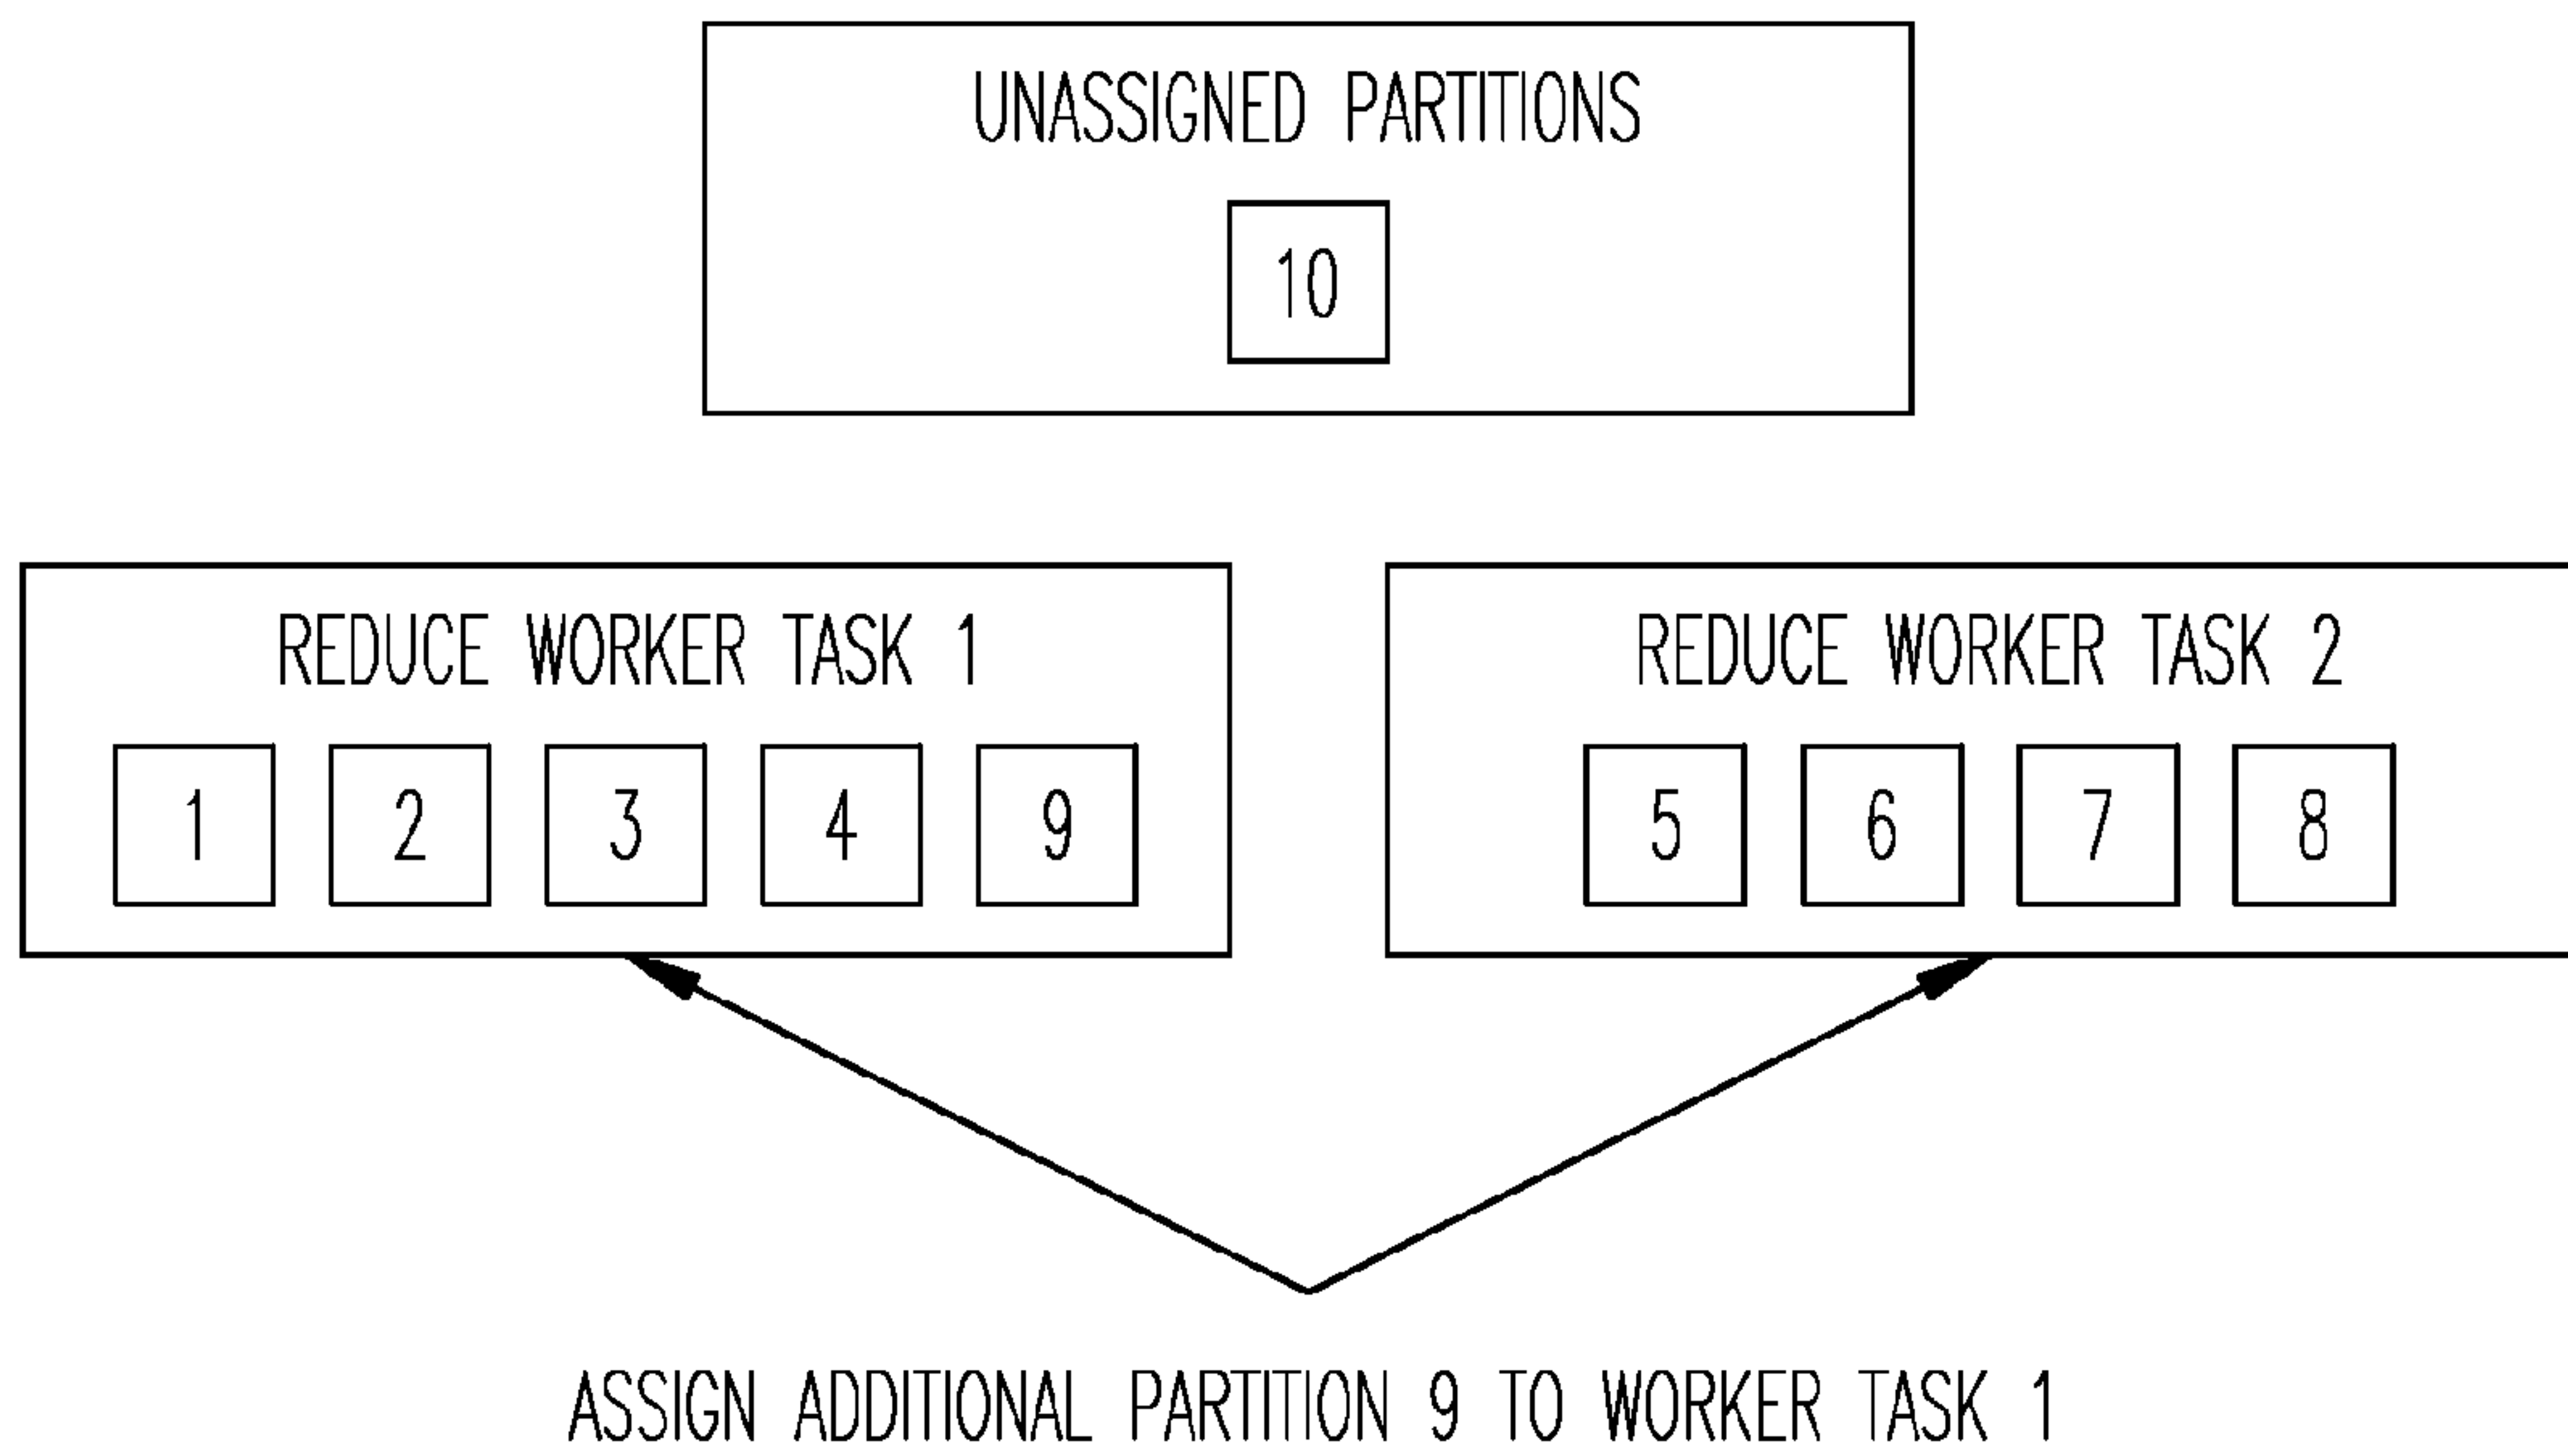 UNASSIGNED PARTITIONS
10
REDUCE WORKER TASK 1
1 2 3 4 9
REDUCE WORKER TASK 2
5 6 7 8
ASSIGN ADDITIONAL PARTITION 9 TO WORKER TASK 1